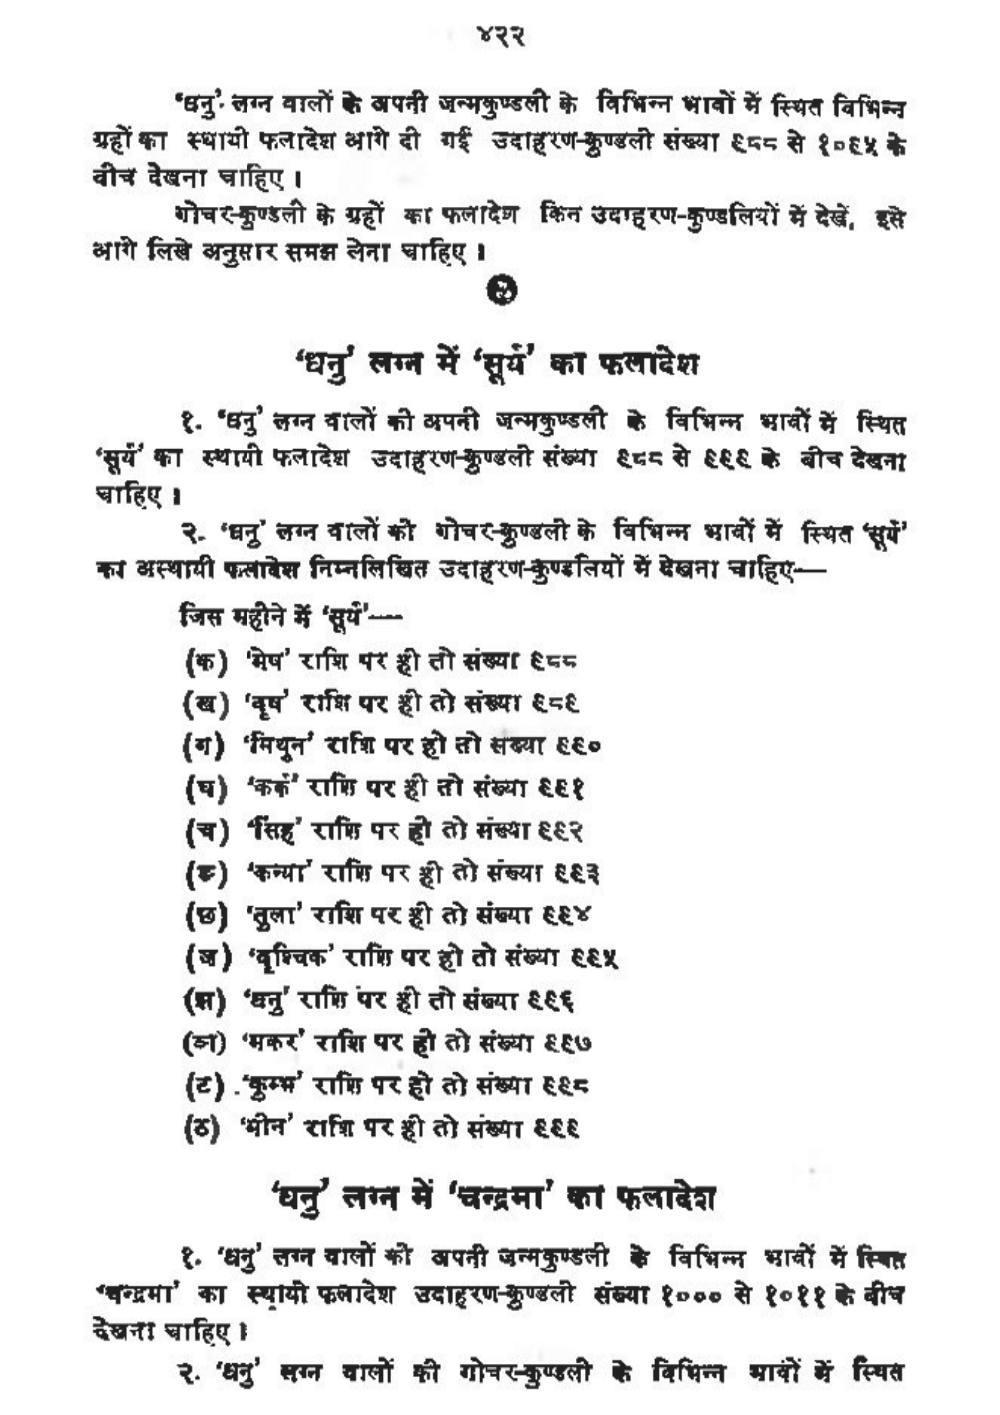 ४२२
'धनु' लग्न वालों के अपनी जन्मकुण्डली के विभिन्न भावों में स्थित विभिन्न
ग्रहों का स्थायी फलादेश आगे दी गई उदाहरण-कुण्डली संख्या ९८८ से १०९५ के
बीच देखना चाहिए ।
गोचर-कुण्डली के ग्रहों का फलादेश किन उदाहरण-कुण्डलियों में देखें, इसे
आगे लिखे अनुसार समझ लेना चाहिए ।
'धनु' लग्न में 'सूर्य' का फलादेश
१. 'धनु' लग्न वालों की अपनी जन्मकुण्डली के विभिन्न भावों में स्थित
'सूर्य' का स्थायी फलादेश उदाहरण-कुण्डली संख्या ९८८ से ९९९ के बीच देखना
चाहिए ।
२. 'धनु' लग्न वालों को गोचर-कुण्डली के विभिन्न भावों में स्थित 'सूर्य'
का अस्थायी फलादेश निम्नलिखित उदाहरण-कुण्डलियों में देखना चाहिए—
जिस महीने में 'सूर्य'—
(क) 'मेष' राशि पर हो तो संख्या ९८८
(ख) 'वृष' राशि पर हो तो संख्या ९८९
(ग) 'मिथुन' राशि पर हो तो संख्या ९९०
(घ) 'कर्क' राशि पर हो तो संख्या ९९१
(च) 'सिंह' राशि पर हो तो संख्या ९९२
(ङ) 'कन्या' राशि पर हो तो संख्या ९९३
(छ) 'तुला' राशि पर हो तो संख्या ९९४
(ज) 'वृश्चिक' राशि पर हो तो संख्या ९९५
(झ) 'धनु' राशि पर हो तो संख्या ९९६
(ञ) 'मकर' राशि पर हो तो संख्या ९९७
(ट) 'कुम्भ' राशि पर हो तो संख्या ९९८
(ठ) 'मीन' राशि पर हो तो संख्या ९९९
'धनु' लग्न में 'चन्द्रमा' का फलादेश
१. 'धनु' लग्न वालों को अपनी जन्मकुण्डली के विभिन्न भावों में स्थित
'चन्द्रमा' का स्थायी फलादेश उदाहरण-कुण्डली संख्या १००० से १०११ के बीच
देखना चाहिए ।
२. 'धनु' लग्न वालों की गोचर-कुण्डली के विभिन्न भावों में स्थित